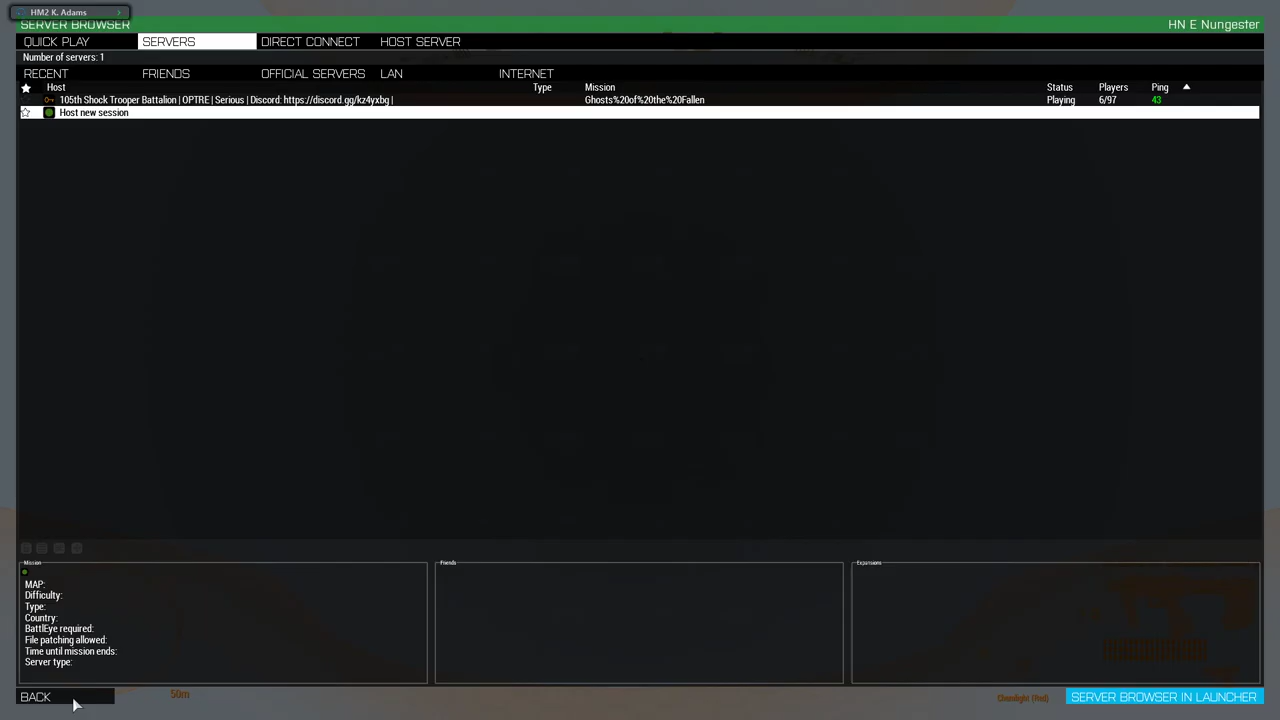 HM2 K. Adams
SERVER BROWSER HN E Nungester
QUICK PLAY SERVERS DIRECT CONNECT HOST SERVER
Number of servers: 1
RECENT FRIENDS OFFICIAL SERVERS LAN INTERNET
Host Type Mission Status Players Ping
105th Shock Trooper Battalion | OPTRE | Serious | Discord: https://discord.gg/kz4yxbg | Ghosts%20of%20the%20Fallen Playing 6/97 43
Host new session
Mission Friends Expansions
MAP:
Difficulty:
Type:
Country:
BattlEye required:
File patching allowed:
Time until mission ends:
Server type:
BACK 50m Chemlight (Red) SERVER BROWSER IN LAUNCHER